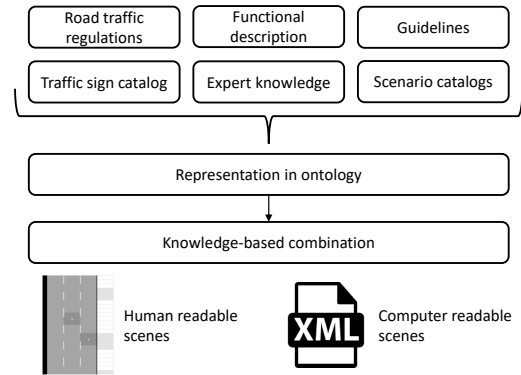 Road traffic
regulations
Functional
description
Guidelines
Traffic sign catalog
Expert knowledge
Scenario catalogs
Representation in ontology
Knowledge-based combination
Human readable
scenes
XML
Computer readable
scenes